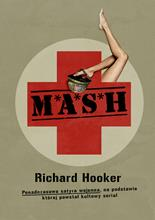 M*A*S*H
Richard Hooker
Ponadczasowa satyra wojenna, na podstawie
której powstał kultowy serial